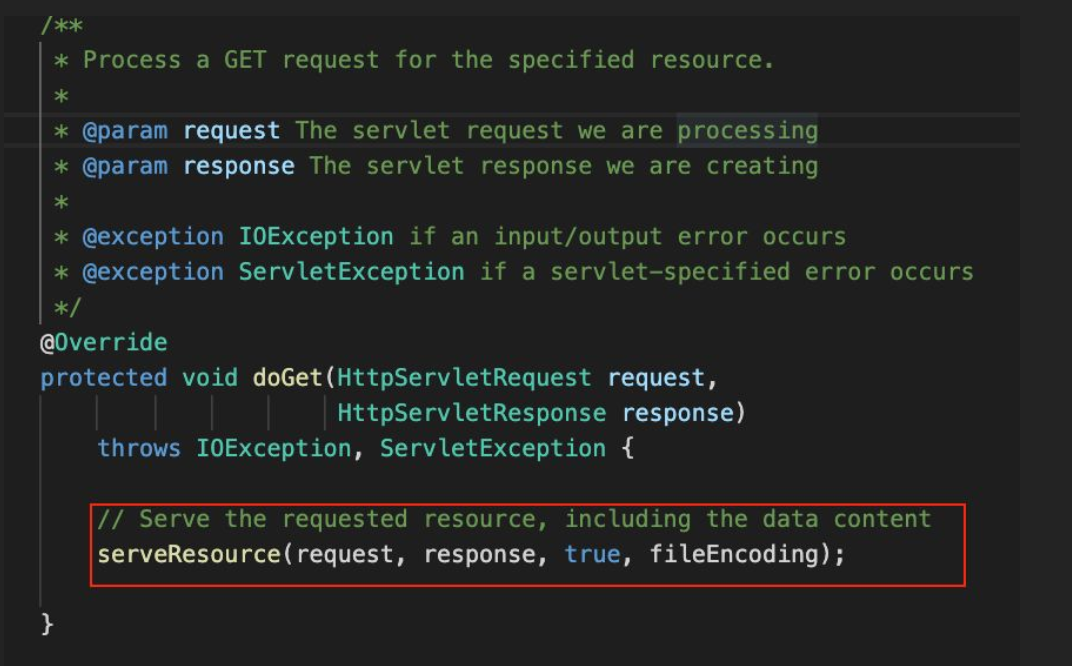 /**
* Process a GET request for the specified resource.
*
* @param request The servlet request we are processing
* @param response The servlet response we are creating
*
* @exception IOException if an input/output error occurs
* @exception ServletException if a servlet-specified error occurs
*/
@Override
protected void doGet(HttpServletRequest request,
HttpServletResponse response)
throws IOException, ServletException {
// Serve the requested resource, including the data content
serveResource(request, response, true, fileEncoding);
}